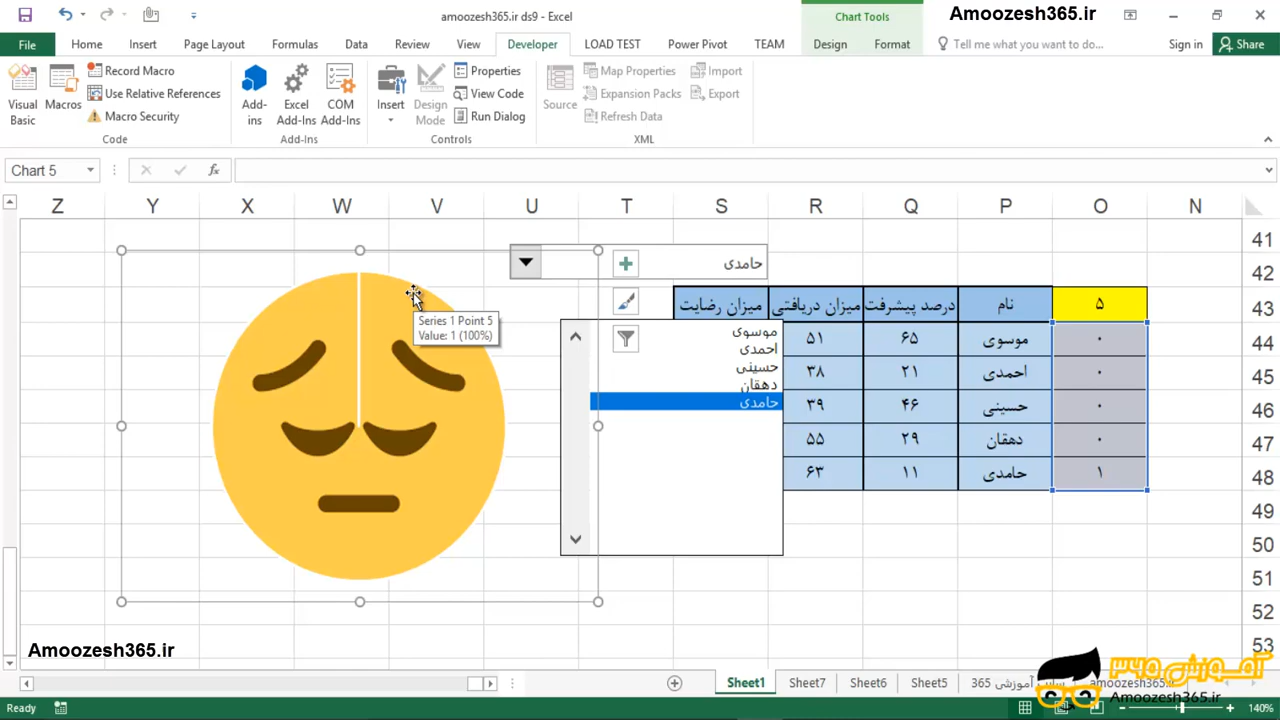 amoozesh365.ir ds9 - Excel
Chart Tools
Amoozesh365.ir
File Home Insert Page Layout Formulas Data Review View Developer LOAD TEST Power Pivot TEAM Design Format Tell me what you want to do... Sign in Share
Visual Basic
Macros
Record Macro
Use Relative References
Macro Security
Code
Add-ins
Excel Add-Ins
COM Add-Ins
Add-Ins
Insert
Design Mode
Properties
View Code
Run Dialog
Controls
Source
Map Properties
Expansion Packs
Refresh Data
Import
Export
XML
Chart 5
fx
Z Y X W V U T S R Q P O N
41
42
43
44
45
46
47
48
49
50
51
52
53
حامدی
Series 1 Point 5
Value: 1 (100%)
موسوی
احمدی
حسینی
دهقان
حامدی
۵ نام درصد پیشرفت میزان دریافتی میزان رضایت
۰ موسوی ۶۵ ۵۱
۰ احمدی ۲۱ ۳۸
۰ حسینی ۴۶ ۳۹
۰ دهقان ۲۹ ۵۵
۱ حامدی ۱۱ ۶۳
Amoozesh365.ir
آموزش ۳۶۵
Amoozesh365.ir
Sheet1 Sheet7 Sheet6 Sheet5 سایت آموزشی 365 amoozesh365.ir
Ready
140%